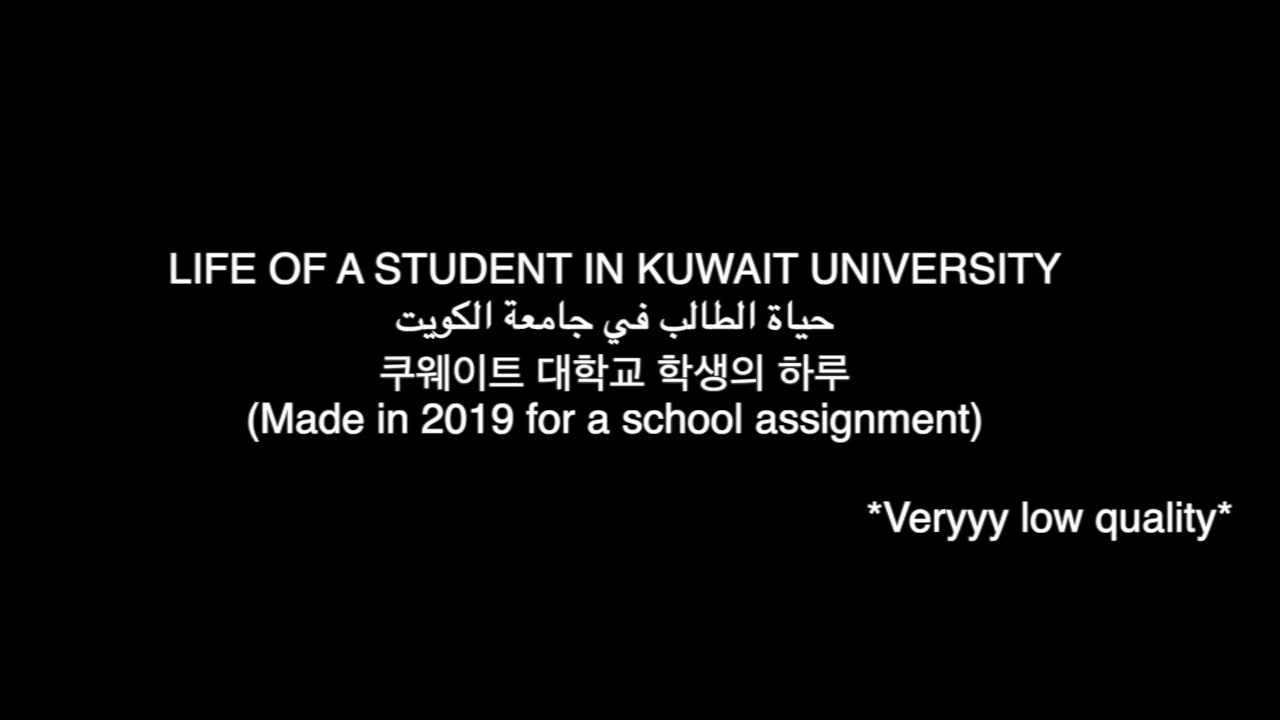 LIFE OF A STUDENT IN KUWAIT UNIVERSITY
حياة الطالب في جامعة الكويت
쿠웨이트 대학교 학생의 하루
(Made in 2019 for a school assignment)
*Veryyy low quality*